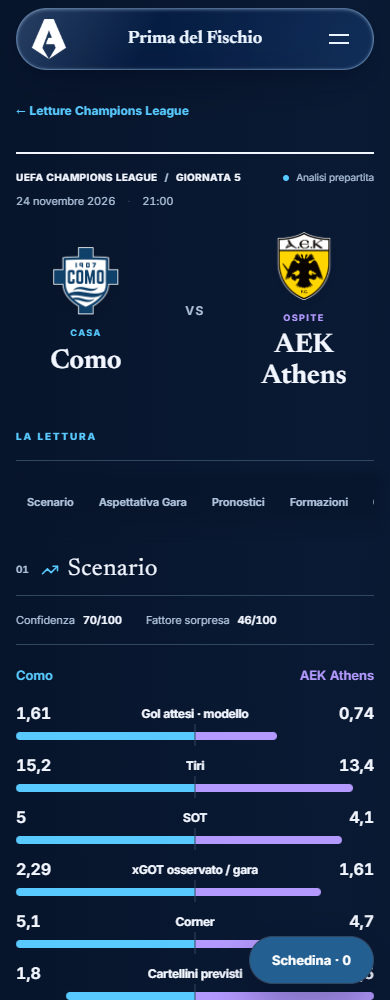 Prima del Fischio
← Letture Champions League
UEFA CHAMPIONS LEAGUE / GIORNATA 5
Analisi prepartita
24 novembre 2026 · 21:00
1907
COMO
A.E.K
F.C.
CASA
Como
VS
OSPITE
AEK
Athens
LA LETTURA
Scenario Aspettativa Gara Pronostici Formazioni
01 Scenario
Confidenza 70/100 Fattore sorpresa 46/100
Como AEK Athens
1,61 Gol attesi · modello 0,74
15,2 Tiri 13,4
5 SOT 4,1
2,29 xGOT osservato / gara 1,61
5,1 Corner 4,7
1,8 Cartellini previsti
Schedina · 0